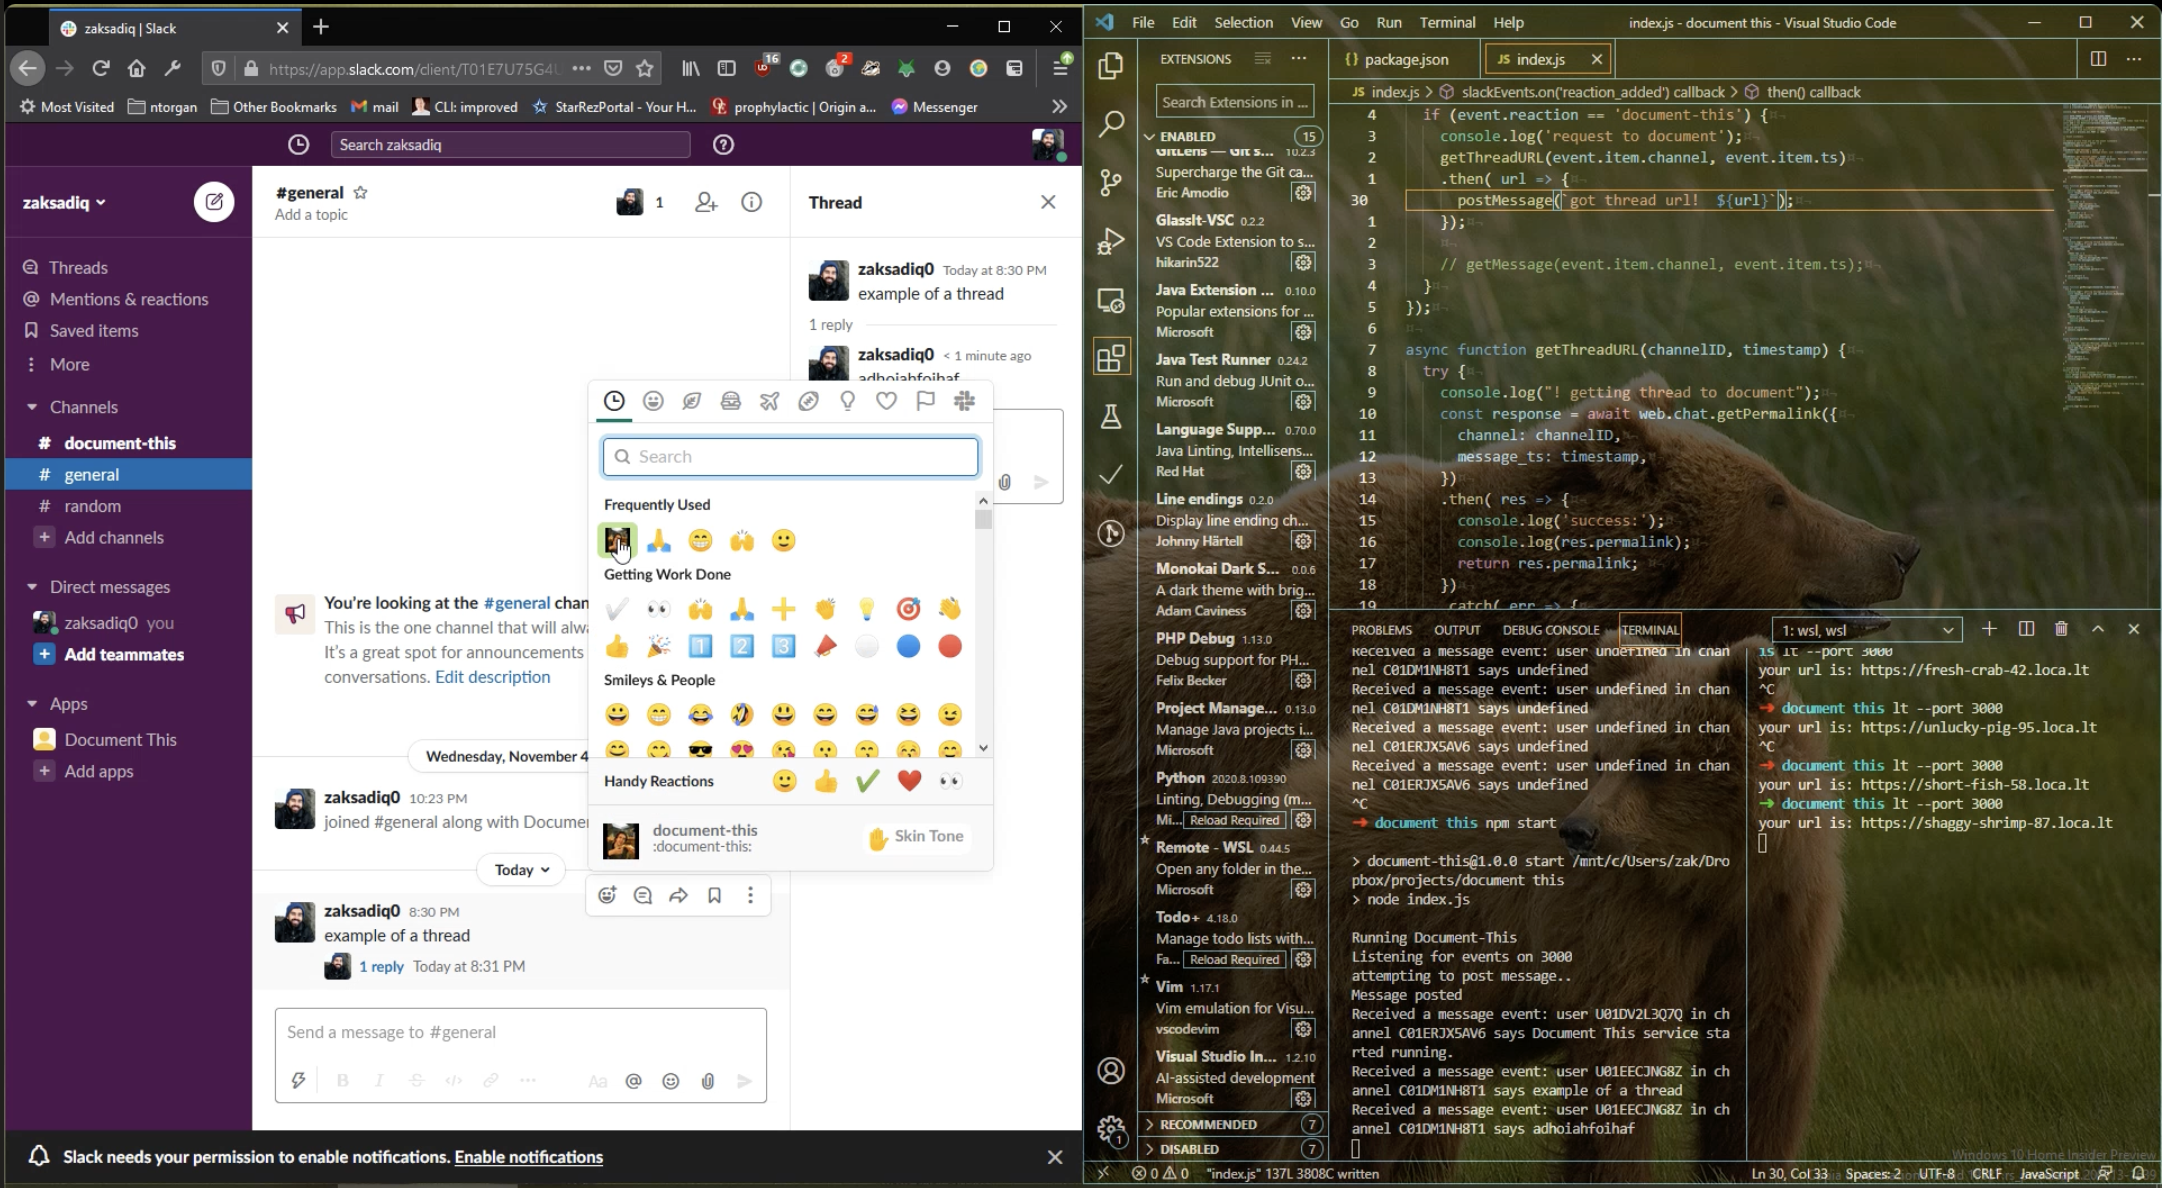 zaksadiq | Slack
https://app.slack.com/client/T01E7U75G4U
16
2
Most Visited
ntorgan
Other Bookmarks
mail
CLI: improved
StarRezPortal - Your H...
prophylactic | Origin a...
Messenger
Search zaksadiq
zaksadiq
Threads
Mentions & reactions
Saved items
More
Channels
# document-this
# general
# random
+ Add channels
Direct messages
zaksadiq0 you
+ Add teammates
Apps
Document This
+ Add apps
#general
Add a topic
1
You're looking at the #general chan
This is the one channel that will alwa
It's a great spot for announcements
conversations. Edit description
Wednesday, November 4
zaksadiq0 10:23 PM
joined #general along with Documen
Today
zaksadiq0 8:30 PM
example of a thread
1 reply Today at 8:31 PM
Send a message to #general
Slack needs your permission to enable notifications. Enable notifications
Thread
zaksadiq0 Today at 8:30 PM
example of a thread
1 reply
zaksadiq0 < 1 minute ago
adhoiahfoihaf
Search
Frequently Used
Getting Work Done
1 2 3
Smileys & People
Handy Reactions
document-this
:document-this:
Skin Tone
File Edit Selection View Go Run Terminal Help
index.js - document this - Visual Studio Code
EXTENSIONS
Search Extensions in ...
ENABLED 15
GitLens — Git s... 10.2.3
Supercharge the Git ca...
Eric Amodio
GlassIt-VSC 0.2.2
VS Code Extension to s...
hikarin522
Java Extension ... 0.10.0
Popular extensions for ...
Microsoft
Java Test Runner 0.24.2
Run and debug JUnit o...
Microsoft
Language Supp... 0.70.0
Java Linting, Intellisens...
Red Hat
Line endings 0.2.0
Display line ending ch...
Johnny Härtell
Monokai Dark S... 0.0.6
A dark theme with brig...
Adam Caviness
PHP Debug 1.13.0
Debug support for PH...
Felix Becker
Project Manage... 0.13.0
Manage Java projects i...
Microsoft
Python 2020.8.109390
Linting, Debugging (m...
Mi... Reload Required
Remote - WSL 0.44.5
Open any folder in the...
Microsoft
Todo+ 4.18.0
Manage todo lists with...
Fa... Reload Required
Vim 1.17.1
Vim emulation for Visu...
vscodevim
Visual Studio In... 1.2.10
AI-assisted development
Microsoft
RECOMMENDED 7
DISABLED 7
1
{} package.json
JS index.js
JS index.js > slackEvents.on('reaction_added') callback > then() callback
4 if (event.reaction == 'document-this') {
3 console.log('request to document');
2 getThreadURL(event.item.channel, event.item.ts)
1 .then( url => {
30 postMessage(`got thread url! ${url}`);
1 });
2
3 // getMessage(event.item.channel, event.item.ts);
4 }
5 });
6
7 async function getThreadURL(channelID, timestamp) {
8 try {
9 console.log("! getting thread to document");
10 const response = await web.chat.getPermalink({
11 channel: channelID,
12 message_ts: timestamp,
13 })
14 .then( res => {
15 console.log('success:');
16 console.log(res.permalink);
17 return res.permalink;
18 })
19 .catch( err => {
PROBLEMS OUTPUT DEBUG CONSOLE TERMINAL
1: wsl, wsl
Received a message event: user undefined in chan
nel C01DM1NH8T1 says undefined
Received a message event: user undefined in chan
nel C01DM1NH8T1 says undefined
Received a message event: user undefined in chan
nel C01ERJX5AV6 says undefined
Received a message event: user undefined in chan
nel C01ERJX5AV6 says undefined
^C
➜ document this npm start
> document-this@1.0.0 start /mnt/c/Users/zak/Dro
pbox/projects/document this
> node index.js
Running Document-This
Listening for events on 3000
attempting to post message..
Message posted
Received a message event: user U01DV2L3Q7Q in ch
annel C01ERJX5AV6 says Document This service sta
rted running.
Received a message event: user U01EECJNG8Z in ch
annel C01DM1NH8T1 says example of a thread
Received a message event: user U01EECJNG8Z in ch
annel C01DM1NH8T1 says adhoiahfoihaf
is lt --port 3000
your url is: https://fresh-crab-42.loca.lt
^C
➜ document this lt --port 3000
your url is: https://unlucky-pig-95.loca.lt
^C
➜ document this lt --port 3000
your url is: https://short-fish-58.loca.lt
➜ document this lt --port 3000
your url is: https://shaggy-shrimp-87.loca.lt
Windows 10 Home Insider Preview
0 0 "index.js" 137L 3808C written
Ln 30, Col 33 Spaces: 2 UTF-8 CRLF JavaScript